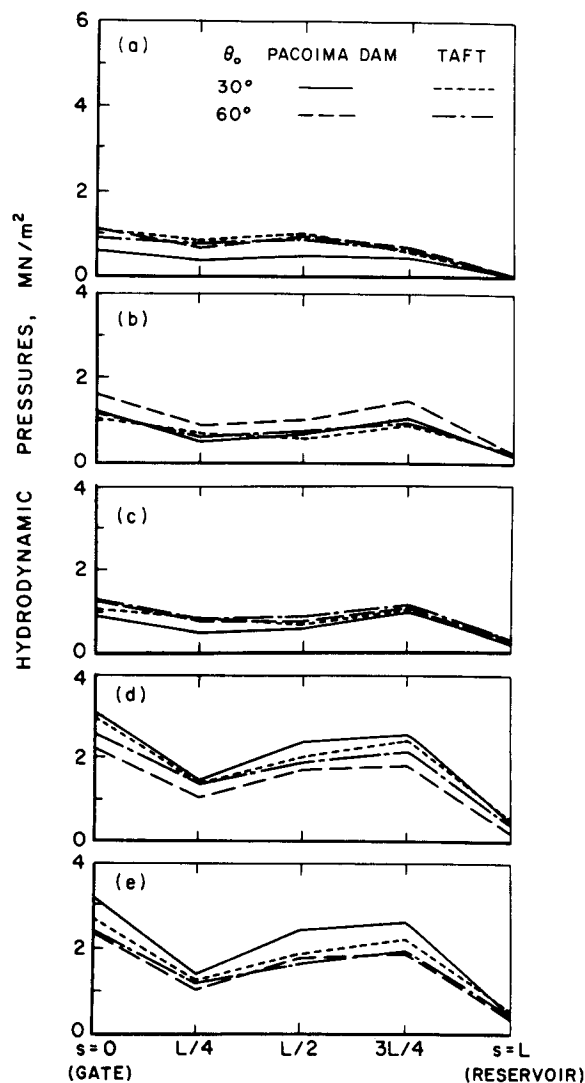 6
(a) θo PACOIMA DAM TAFT
30°
4 60°
2
0
4
(b)
2
0
4
(c)
2
0
4
(d)
2
0
4
(e)
2
0
HYDRODYNAMIC PRESSURES, MN/m²
s=0 L/4 L/2 3L/4 s=L
(GATE) (RESERVOIR)